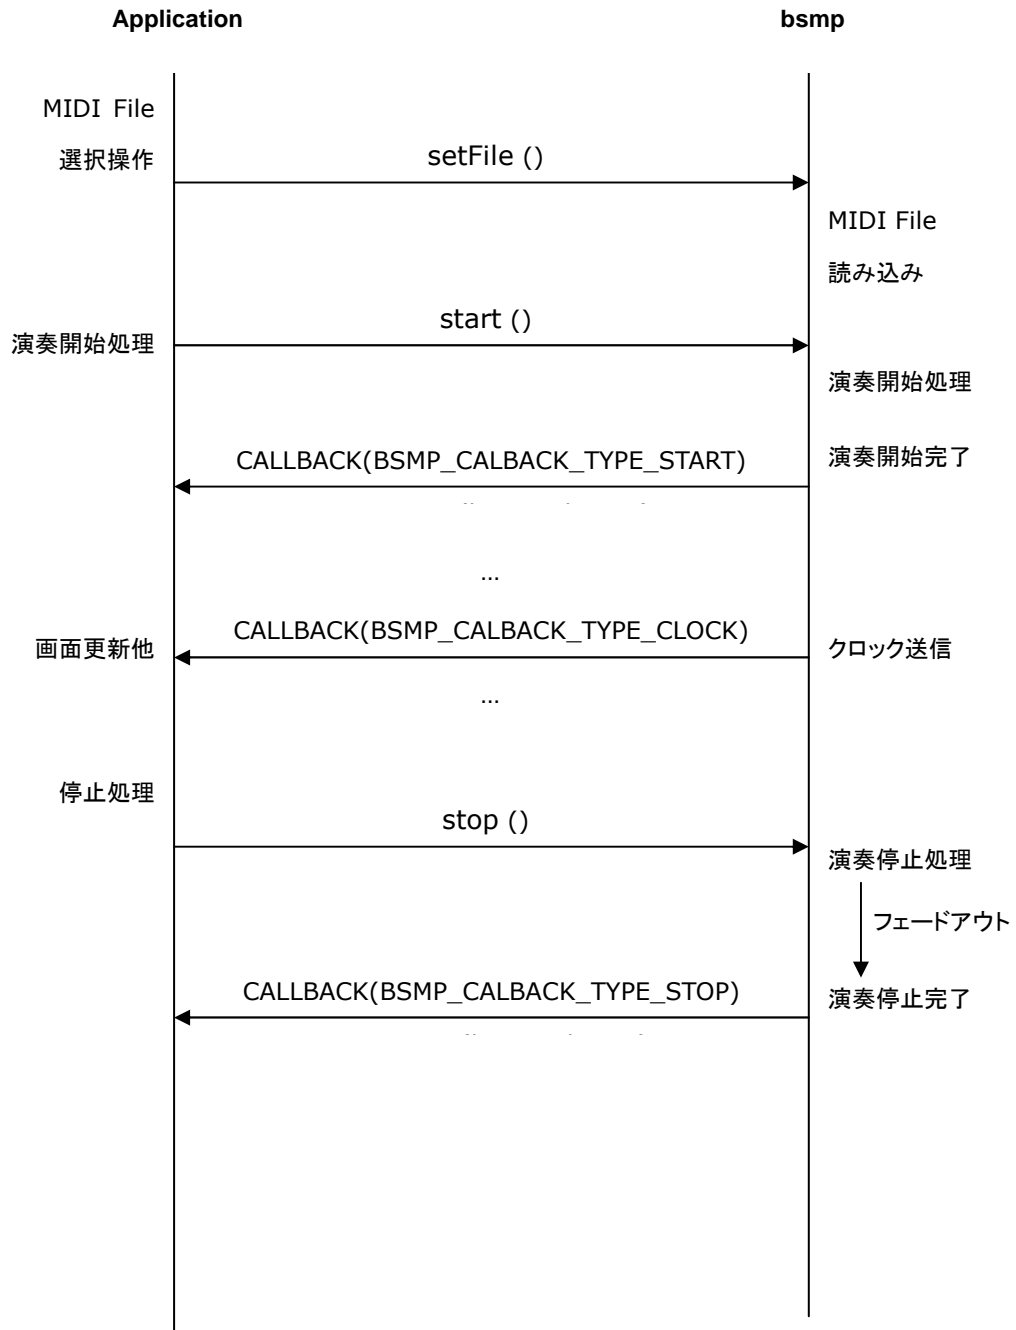 Application
bsmp
MIDI File
選択操作
setFile ()
MIDI File
読み込み
start ()
演奏開始処理
演奏開始処理
CALLBACK(BSMP_CALBACK_TYPE_START)
演奏開始完了
...
CALLBACK(BSMP_CALBACK_TYPE_CLOCK)
画面更新他
クロック送信
...
停止処理
stop ()
演奏停止処理
フェードアウト
CALLBACK(BSMP_CALBACK_TYPE_STOP)
演奏停止完了